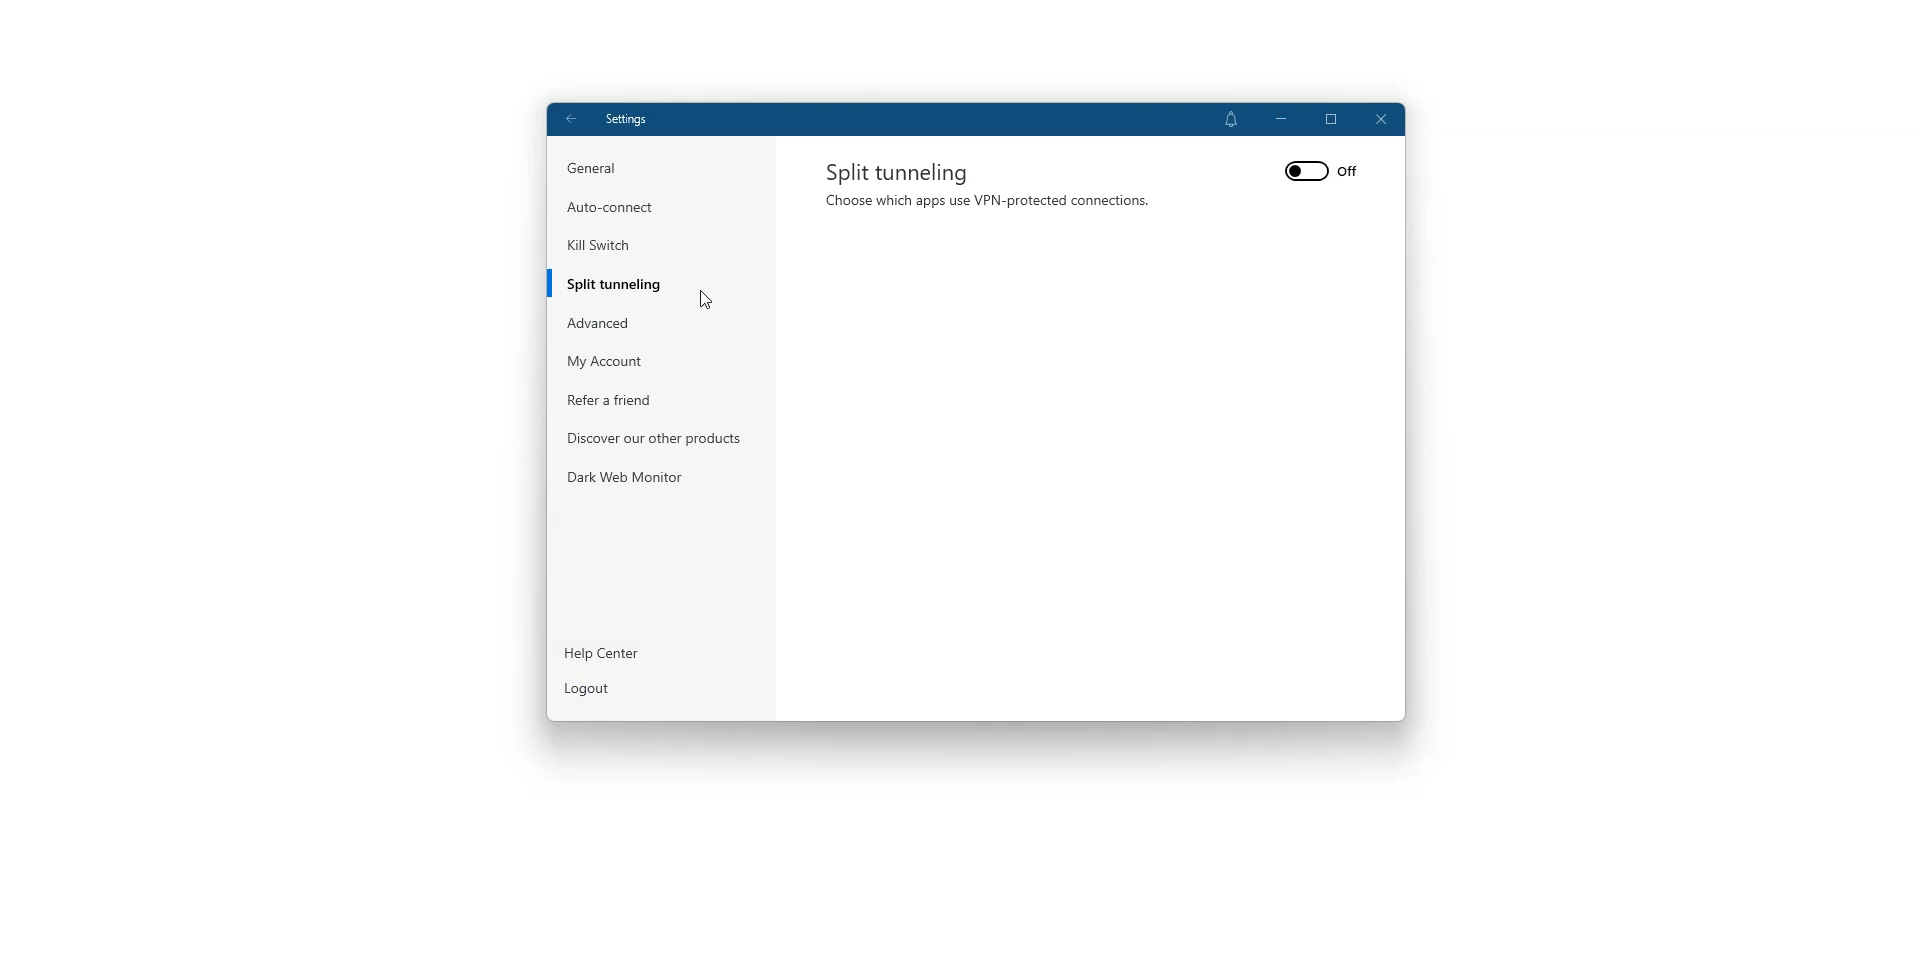 Settings
General
Auto-connect
Kill Switch
Split tunneling
Advanced
My Account
Refer a friend
Discover our other products
Dark Web Monitor
Help Center
Logout
Split tunneling
Off
Choose which apps use VPN-protected connections.